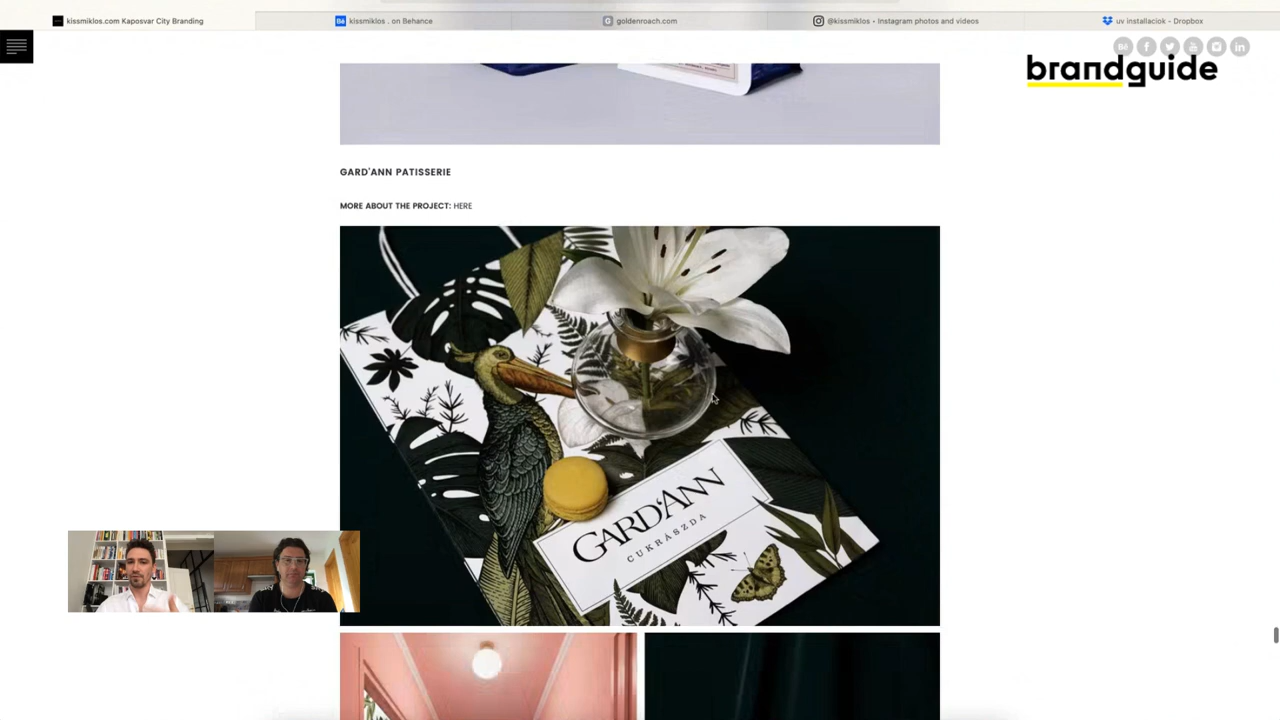 kissmiklos.com Kaposvar City Branding
kissmiklos . on Behance
goldenroach.com
@kissmiklos - Instagram photos and videos
uv installaciok - Dropbox
brandguide
GARD'ANN PATISSERIE
MORE ABOUT THE PROJECT: HERE
GARD'ANN
CUKRÁSZDA